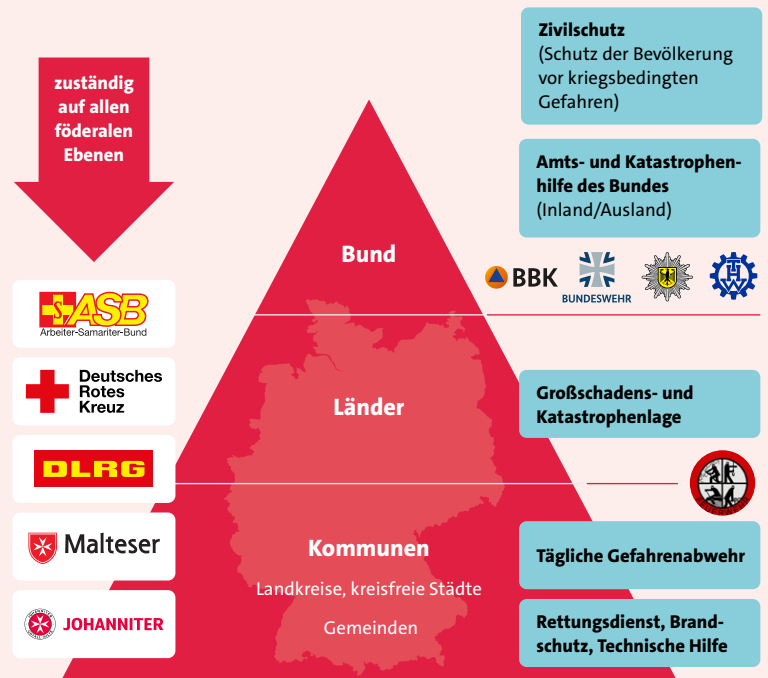 zuständig
auf allen
föderalen
Ebenen
ASB
Arbeiter-Samariter-Bund
Deutsches
Rotes
Kreuz
DLRG
Malteser
JOHANNITER
Bund
Länder
Kommunen
Landkreise, kreisfreie Städte
Gemeinden
Zivilschutz
(Schutz der Bevölkerung
vor kriegsbedingten
Gefahren)
Amts- und Katastrophen-
hilfe des Bundes
(Inland/Ausland)
BBK
BUNDESWEHR
THW
Großschadens- und
Katastrophenlage
FEUERWEHR
Tägliche Gefahrenabwehr
Rettungsdienst, Brand-
schutz, Technische Hilfe